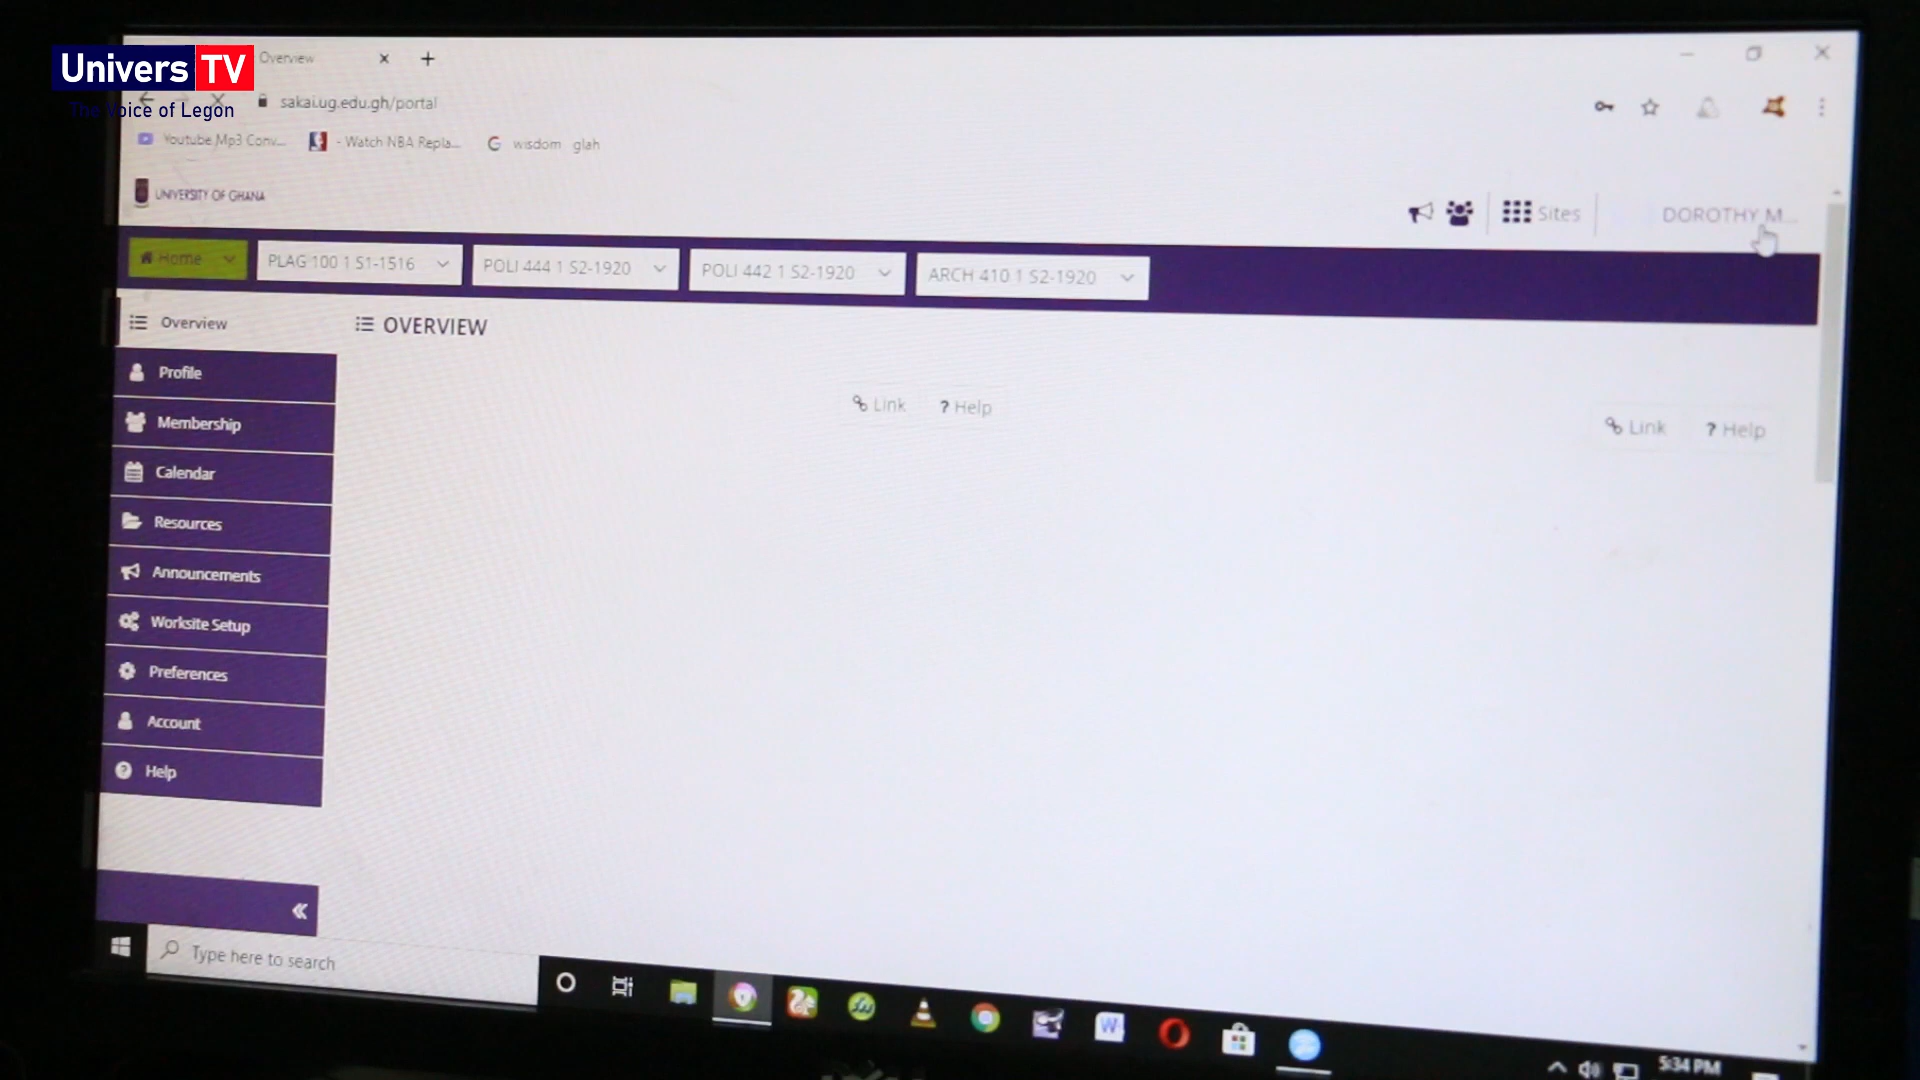 Univers TV
The Voice of Legon
Overview
sakai.ug.edu.gh/portal
Youtube Mp3 Conv...
- Watch NBA Repla...
wisdom glah
UNIVERSITY OF GHANA
Sites
DOROTHY M...
Home
PLAG 100 1 S1-1516
POLI 444 1 S2-1920
POLI 442 1 S2-1920
ARCH 410 1 S2-1920
Overview
OVERVIEW
Profile
Link
? Help
Link
? Help
Membership
Calendar
Resources
Announcements
Worksite Setup
Preferences
Account
Help
Type here to search
5:34 PM